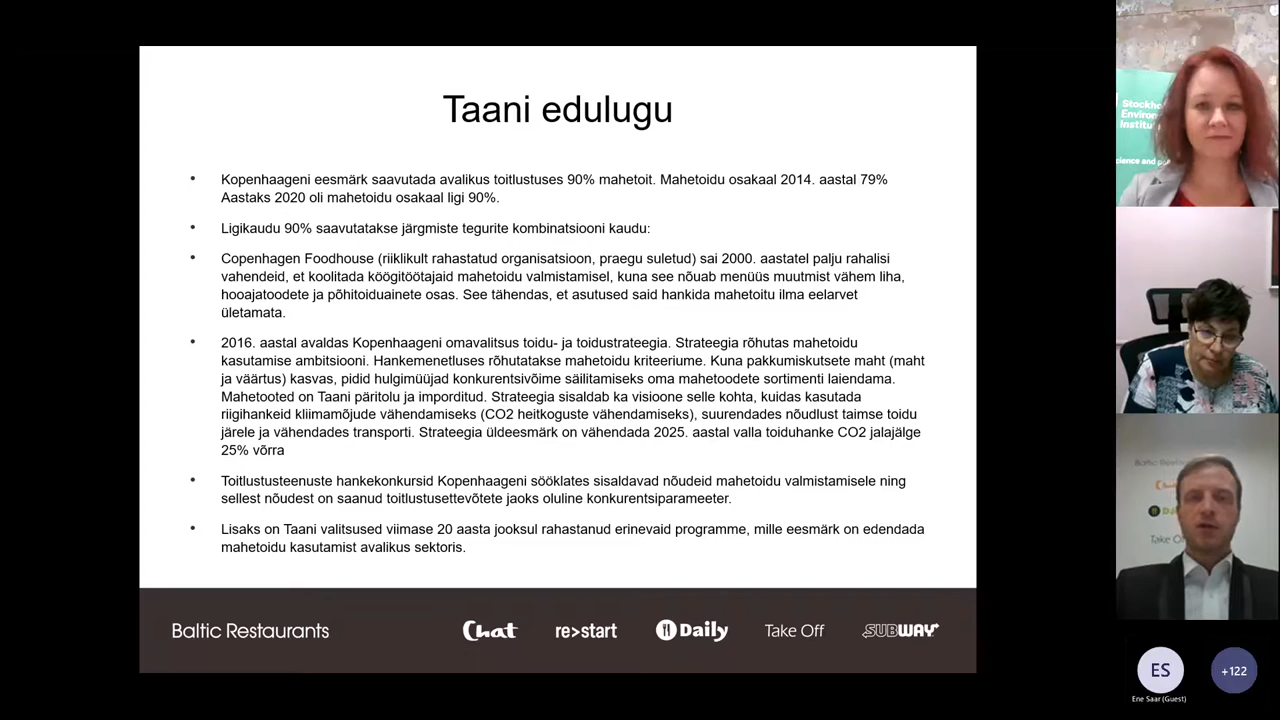 Taani edulugu
• Kopenhaageni eesmärk saavutada avalikus toitlustuses 90% mahetoit. Mahetoidu osakaal 2014. aastal 79%
Aastaks 2020 oli mahetoidu osakaal ligi 90%.
• Ligikaudu 90% saavutatakse järgmiste tegurite kombinatsiooni kaudu:
• Copenhagen Foodhouse (riiklikult rahastatud organisatsioon, praegu suletud) sai 2000. aastatel palju rahalisi
vahendeid, et koolitada köögitöötajaid mahetoidu valmistamisel, kuna see nõuab menüüs muutmist vähem liha,
hooajatoodete ja põhitoiduainete osas. See tähendas, et asutused said hankida mahetoitu ilma eelarvet
ületamata.
• 2016. aastal avaldas Kopenhaageni omavalitsus toidu- ja toidustrateegia. Strateegia rõhutas mahetoidu
kasutamise ambitsiooni. Hankemenetluses rõhutatakse mahetoidu kriteeriume. Kuna pakkumiskutsete maht (maht
ja väärtus) kasvas, pidid hulgimüüjad konkurentsivõime säilitamiseks oma mahetoodete sortimenti laiendama.
Mahetooted on Taani päritolu ja imporditud. Strateegia sisaldab ka visioone selle kohta, kuidas kasutada
riigihankeid kliimamõjude vähendamiseks (CO2 heitkoguste vähendamiseks), suurendades nõudlust taimse toidu
järele ja vähendades transporti. Strateegia üldeesmärk on vähendada 2025. aastal valla toiduhanke CO2 jalajälge
25% võrra
• Toitlustusteenuste hankekonkursid Kopenhaageni sööklates sisaldavad nõudeid mahetoidu valmistamisele ning
sellest nõudest on saanud toitlustusettevõtete jaoks oluline konkurentsiparameeter.
• Lisaks on Taani valitsused viimase 20 aasta jooksul rahastanud erinevaid programme, mille eesmärk on edendada
mahetoidu kasutamist avalikus sektoris.
Baltic Restaurants
Chat
re>start
Daily
Take Off
SUBWAY
Take Off
ES
+122
Ene Saar (Guest)